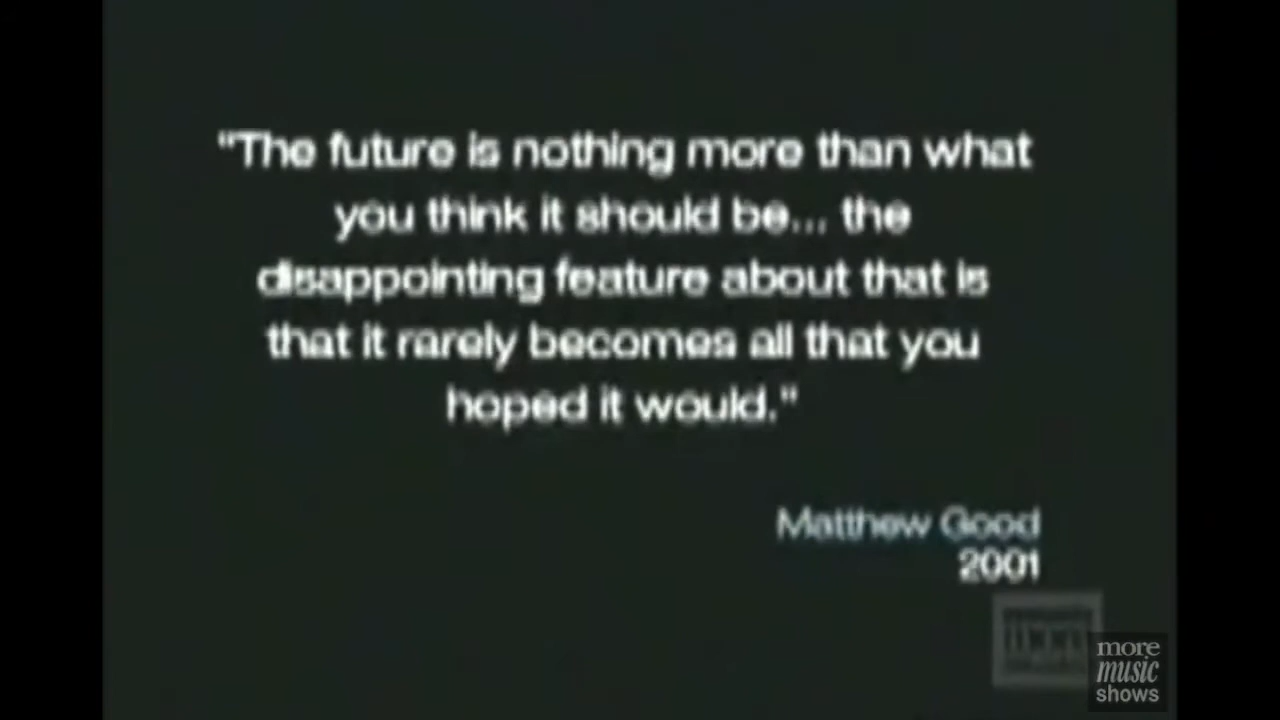 "The future is nothing more than what
you think it should be... the
disappointing feature about that is
that it rarely becomes all that you
hoped it would."
Matthew Good
2001
more
music
shows